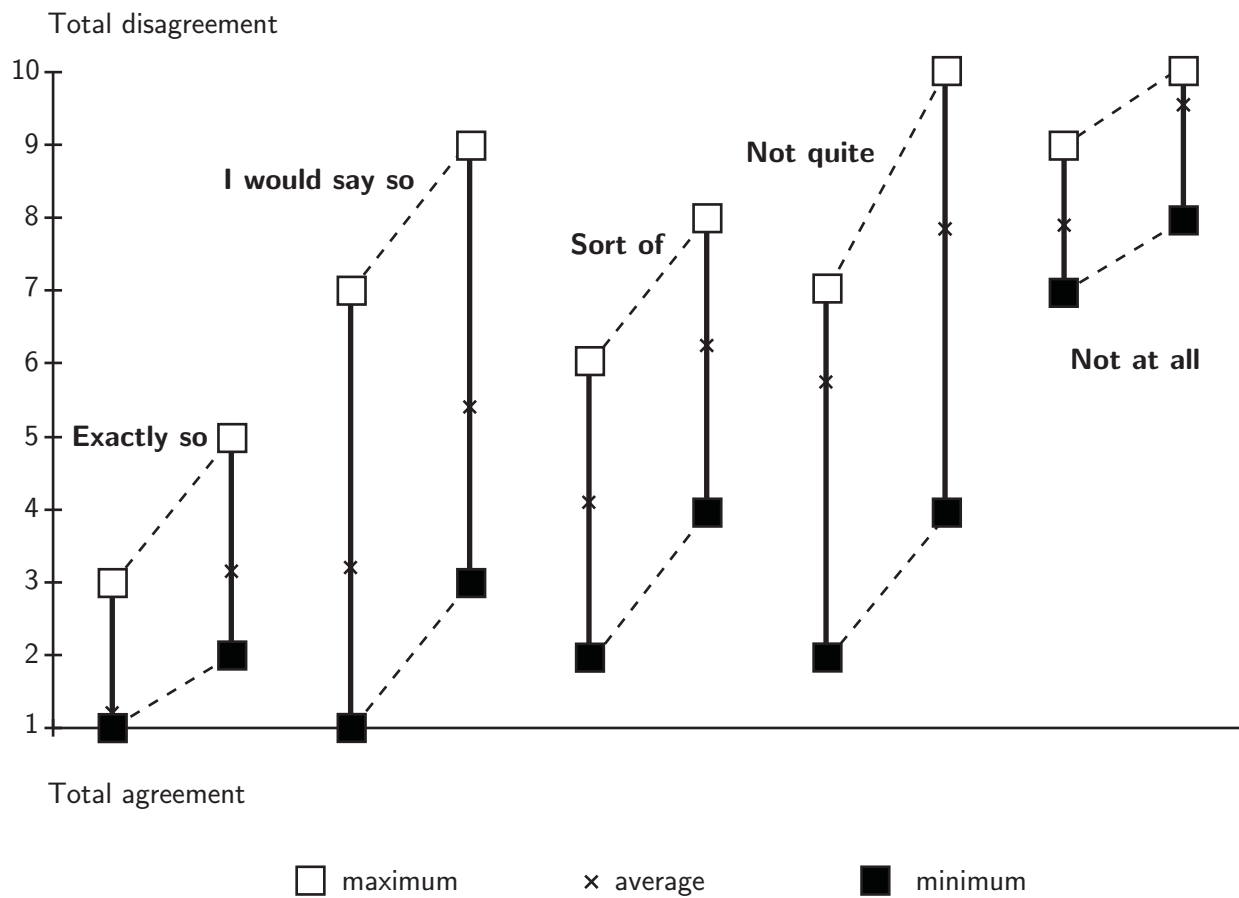 Total disagreement
10
9
Not quite
I would say so
8
Sort of
7
6
Not at all
5
Exactly so
4
3
2
1
Total agreement
maximum
average
minimum